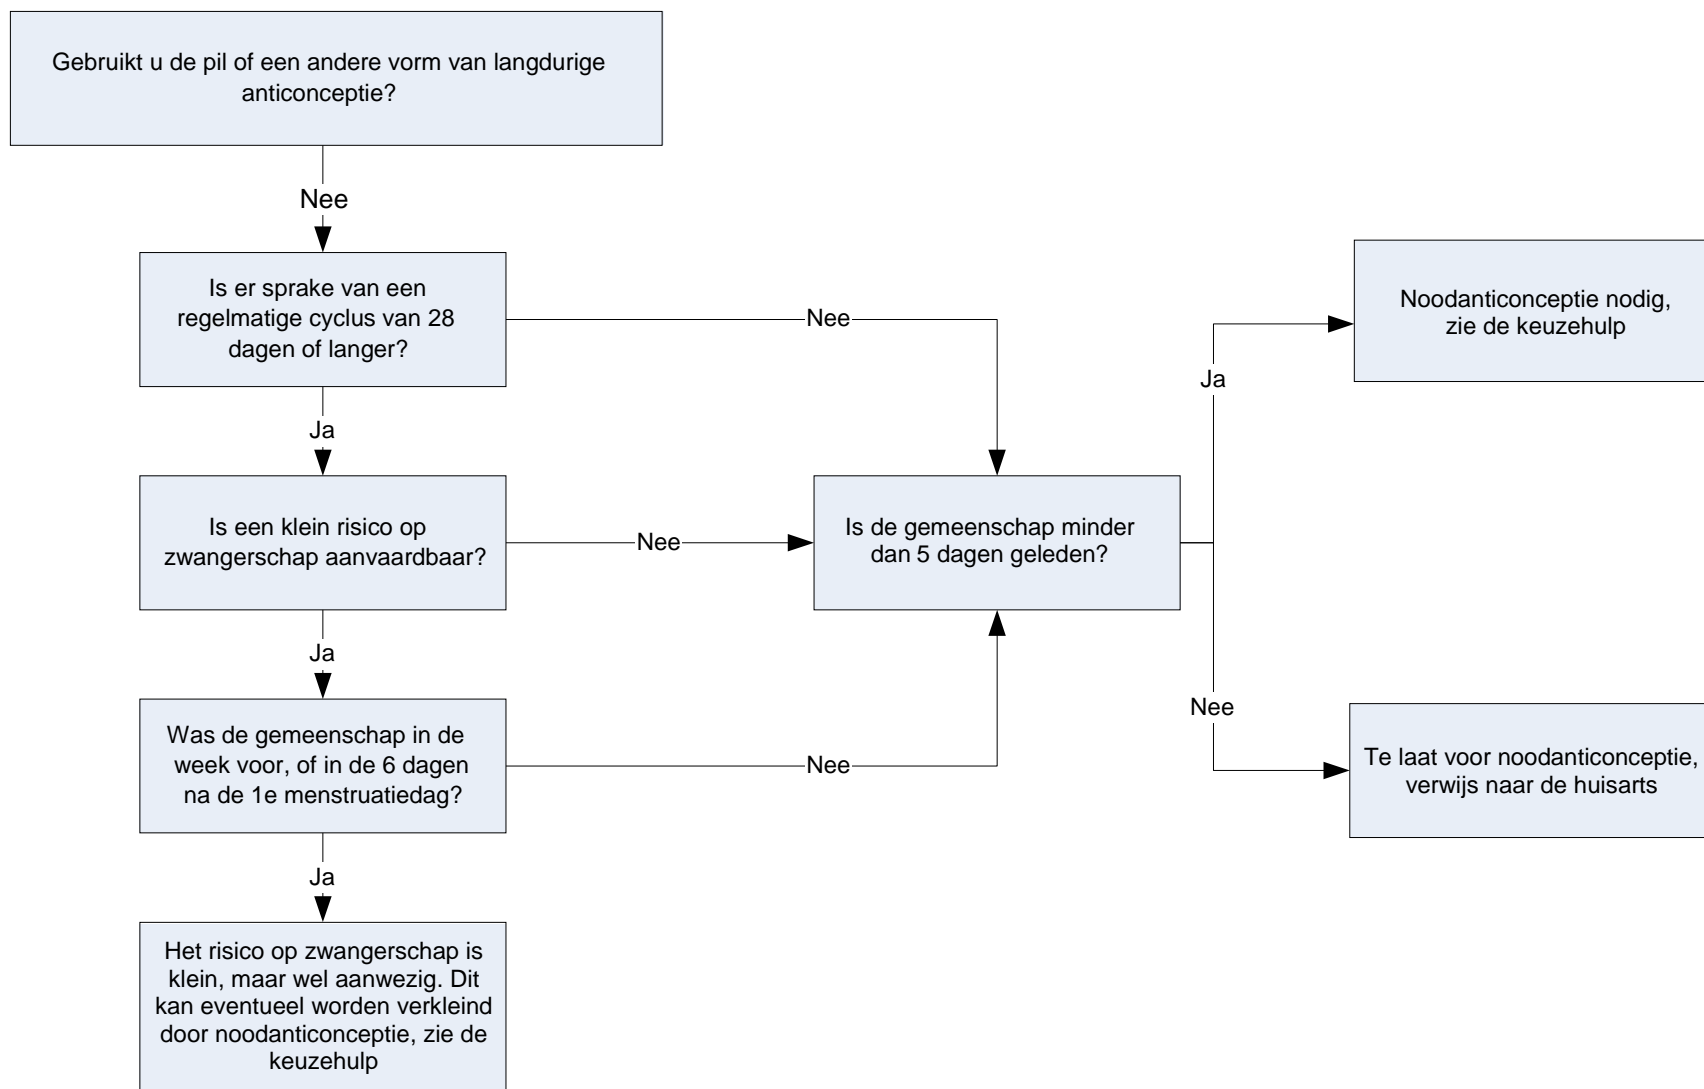 Gebruikt u de pil of een andere vorm van langdurige
anticonceptie?
Nee
Is er sprake van een
regelmatige cyclus van 28
dagen of langer?
Nee
Ja
Is een klein risico op
zwangerschap aanvaardbaar?
Nee
Ja
Was de gemeenschap in de
week voor, of in de 6 dagen
na de 1e menstruatiedag?
Nee
Ja
Het risico op zwangerschap is
klein, maar wel aanwezig. Dit
kan eventueel worden verkleind
door noodanticonceptie, zie de
keuzehulp
Is de gemeenschap minder
dan 5 dagen geleden?
Ja
Noodanticonceptie nodig,
zie de keuzehulp
Nee
Te laat voor noodanticonceptie,
verwijs naar de huisarts